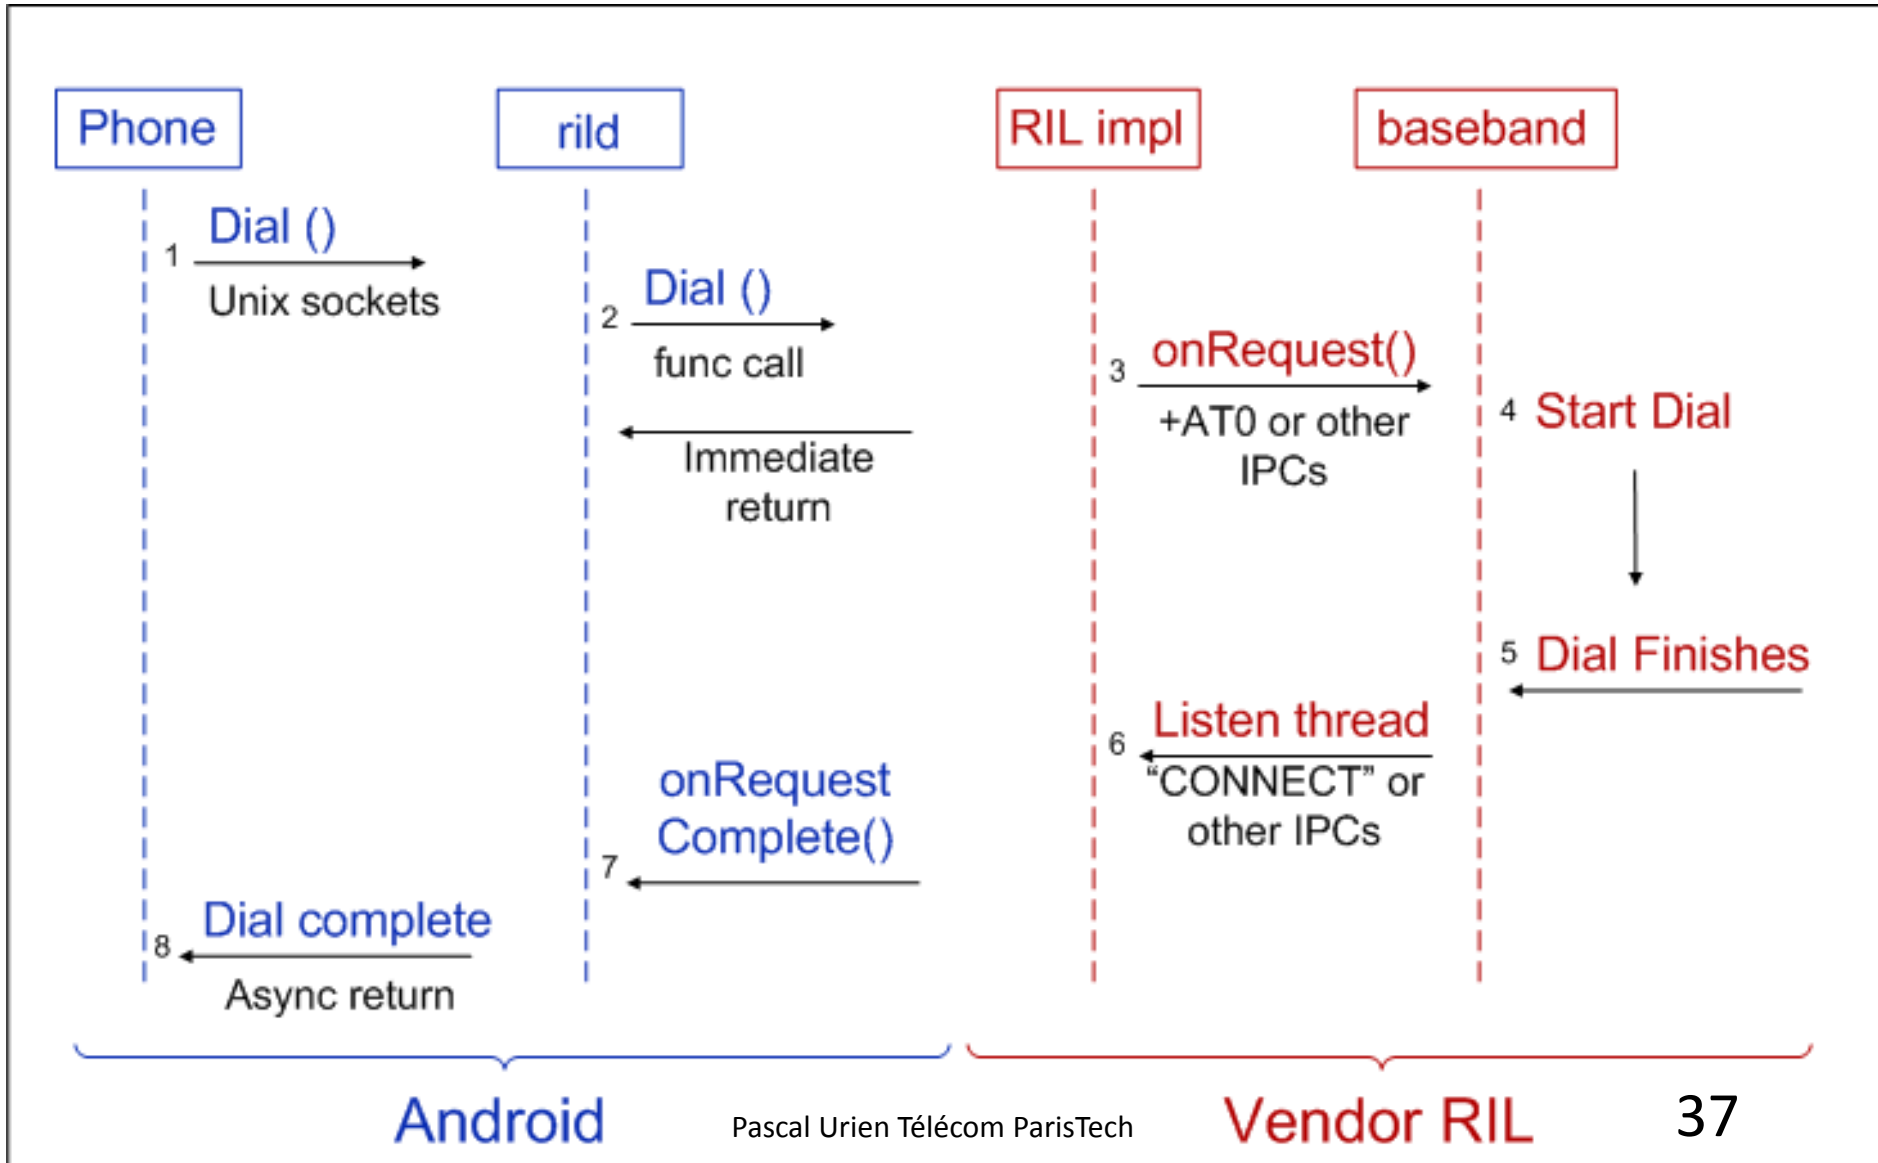 Phone
rild
RIL impl
baseband
1
Dial ()
Unix sockets
2
Dial ()
func call
Immediate
return
3
onRequest()
+AT0 or other
IPCs
4
Start Dial
5
Dial Finishes
6
Listen thread
“CONNECT” or
other IPCs
7
onRequest
Complete()
8
Dial complete
Async return
Android
Pascal Urien Télécom ParisTech
Vendor RIL
37